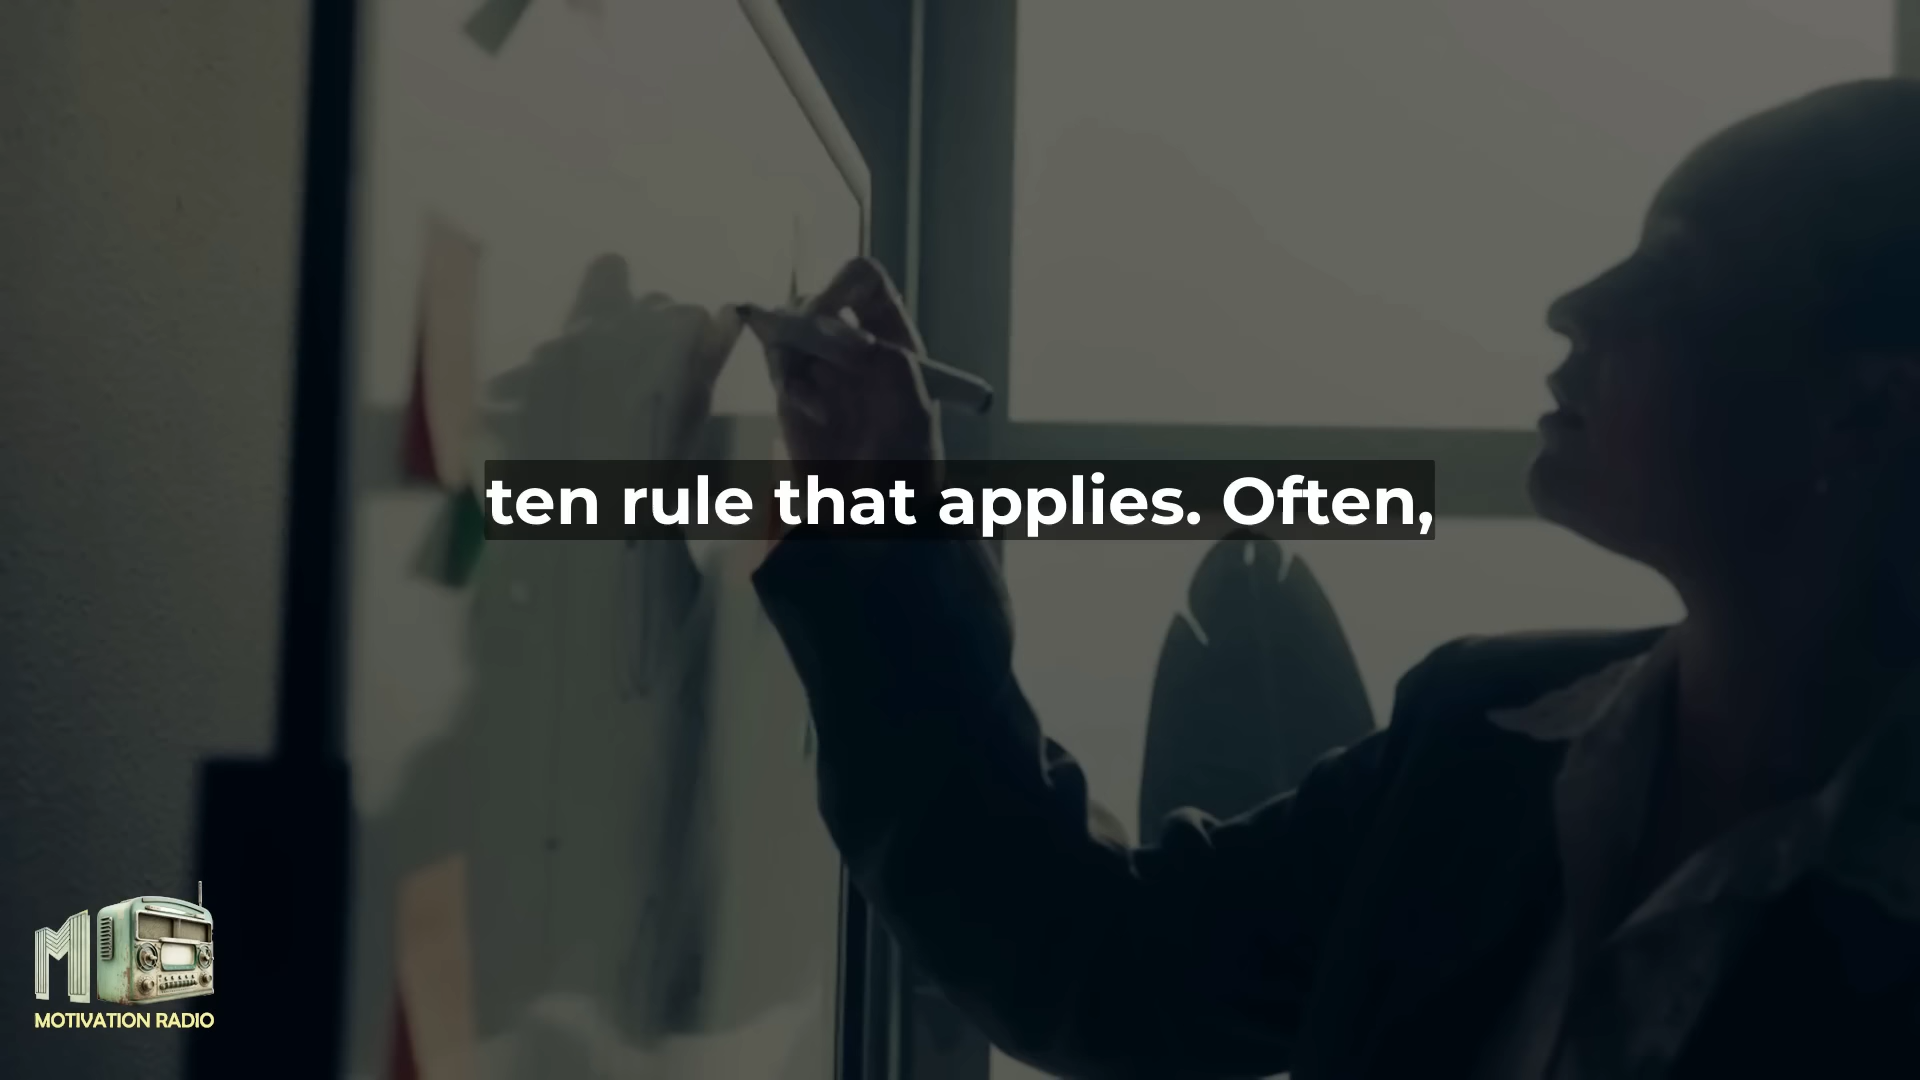 ten rule that applies. Often,
M
MOTIVATION RADIO